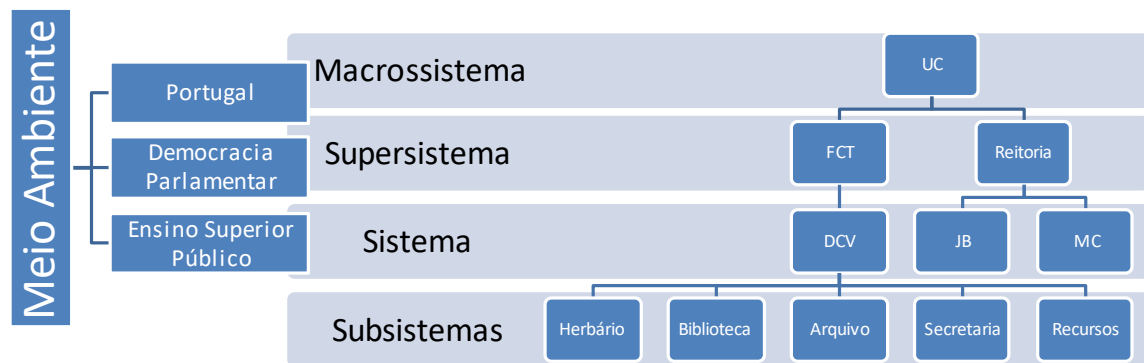 Meio Ambiente
Portugal
Democracia
Parlamentar
Ensino Superior
Público
Macrossistema
UC
Supersistema
FCT
Reitoria
Sistema
DCV
JB
MC
Subsistemas
Herbário
Biblioteca
Arquivo
Secretaria
Recursos